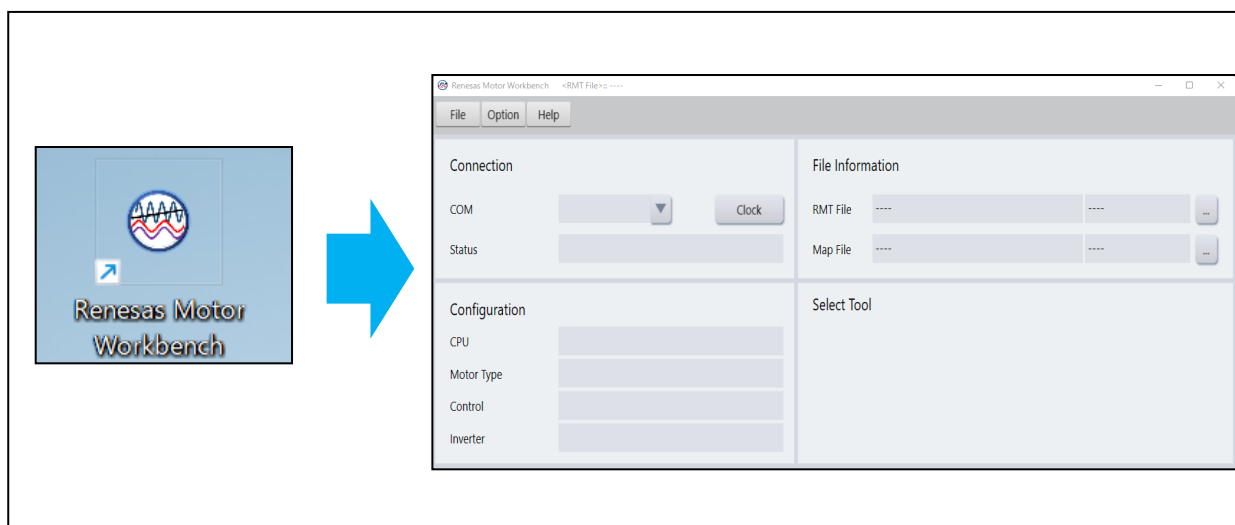 Renesas Motor
Workbench
Renesas Motor Workbench <RMT File>:: ----
File Option Help
Connection
COM Clock
Status
File Information
RMT File ---- ---- ...
Map File ---- ---- ...
Configuration
CPU
Motor Type
Control
Inverter
Select Tool